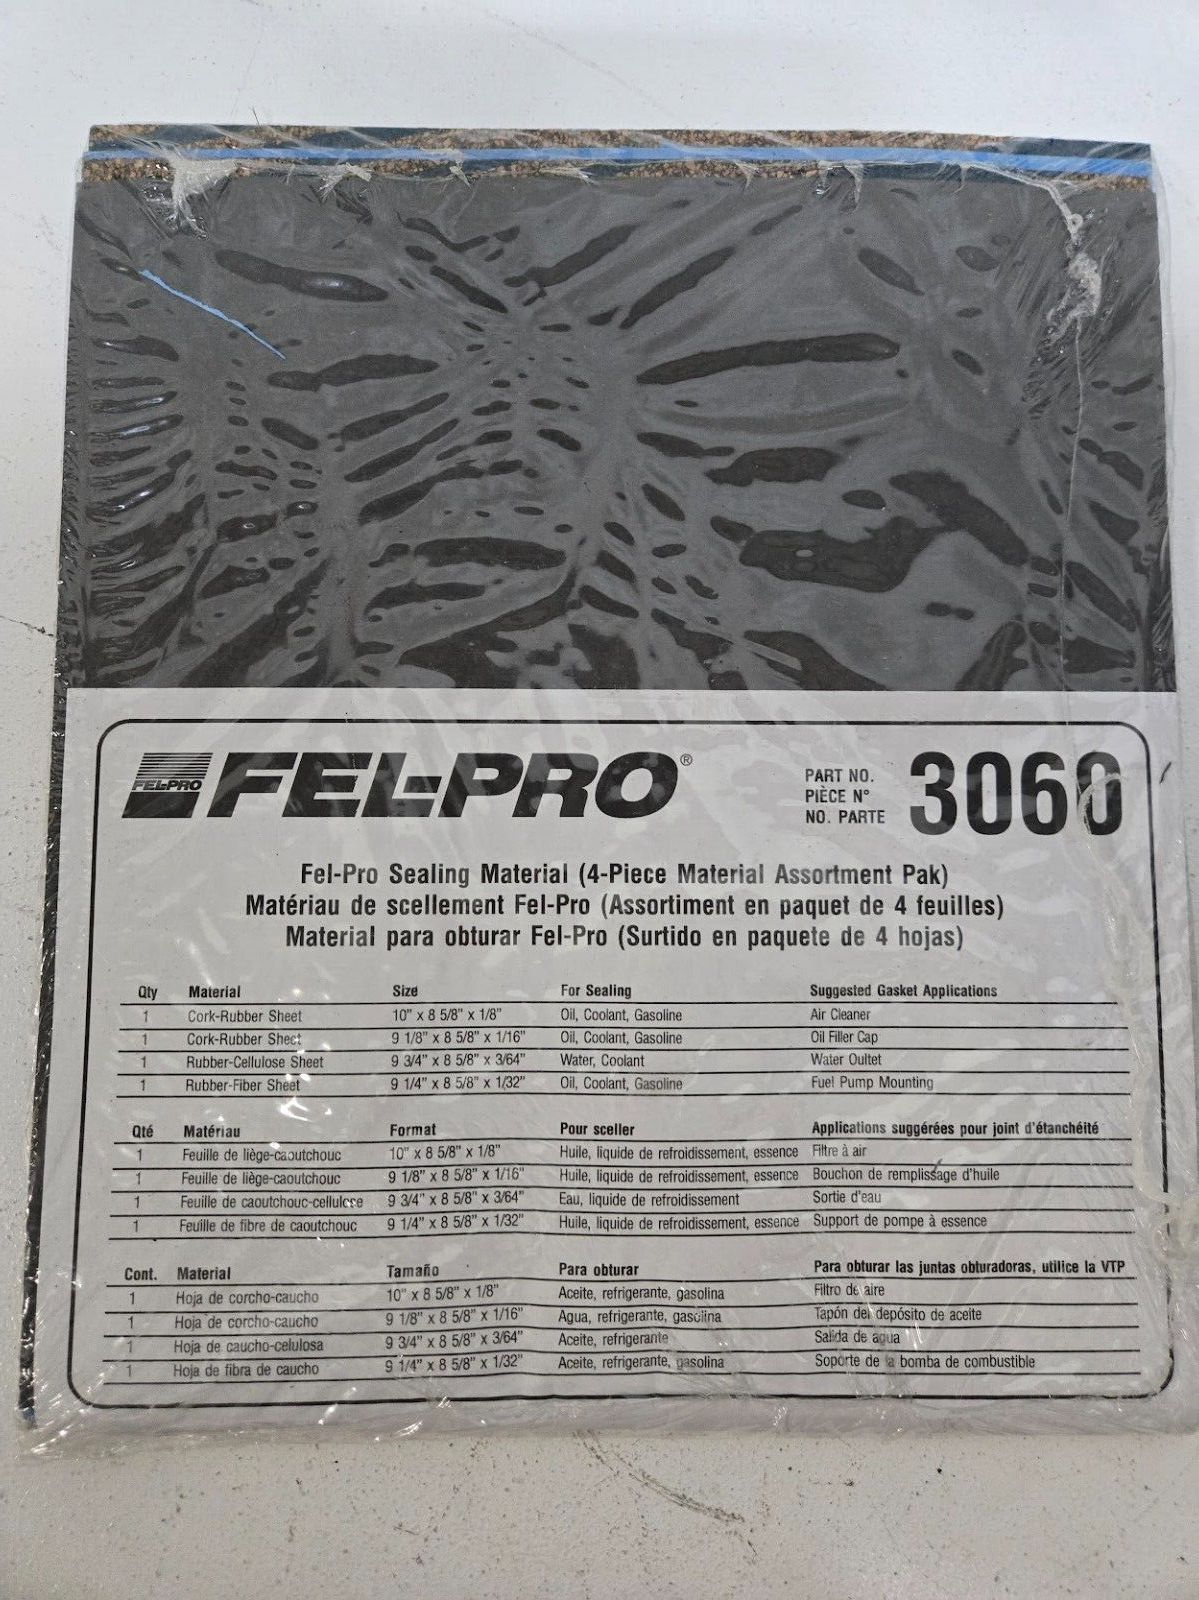 FEL-PRO FEL-PRO®
PART NO.
PIÈCE N°
NO. PARTE
3060
Fel-Pro Sealing Material (4-Piece Material Assortment Pak)
Matériau de scellement Fel-Pro (Assortiment en paquet de 4 feuilles)
Material para obturar Fel-Pro (Surtido en paquete de 4 hojas)
Qty Material Size For Sealing Suggested Gasket Applications
1 Cork-Rubber Sheet 10" x 8 5/8" x 1/8" Oil, Coolant, Gasoline Air Cleaner
1 Cork-Rubber Sheet 9 1/8" x 8 5/8" x 1/16" Oil, Coolant, Gasoline Oil Filler Cap
1 Rubber-Cellulose Sheet 9 3/4" x 8 5/8" x 3/64" Water, Coolant Water Oultet
1 Rubber-Fiber Sheet 9 1/4" x 8 5/8" x 1/32" Oil, Coolant, Gasoline Fuel Pump Mounting
Qté Matériau Format Pour sceller Applications suggérées pour joint d'étanchéité
1 Feuille de liège-caoutchouc 10" x 8 5/8" x 1/8" Huile, liquide de refroidissement, essence Filtre à air
1 Feuille de liège-caoutchouc 9 1/8" x 8 5/8" x 1/16" Huile, liquide de refroidissement, essence Bouchon de remplissage d'huile
1 Feuille de caoutchouc-cellulose 9 3/4" x 8 5/8" x 3/64" Eau, liquide de refroidissement Sortie d'eau
1 Feuille de fibre de caoutchouc 9 1/4" x 8 5/8" x 1/32" Huile, liquide de refroidissement, essence Support de pompe à essence
Cont. Material Tamaño Para obturar Para obturar las juntas obturadoras, utilice la VTP
1 Hoja de corcho-caucho 10" x 8 5/8" x 1/8" Aceite, refrigerante, gasolina Filtro de aire
1 Hoja de corcho-caucho 9 1/8" x 8 5/8" x 1/16" Agua, refrigerante, gasolina Tapón del depósito de aceite
1 Hoja de caucho-celulosa 9 3/4" x 8 5/8" x 3/64" Aceite, refrigerante Salida de agua
1 Hoja de fibra de caucho 9 1/4" x 8 5/8" x 1/32" Aceite, refrigerante, gasolina Soporte de la bomba de combustible